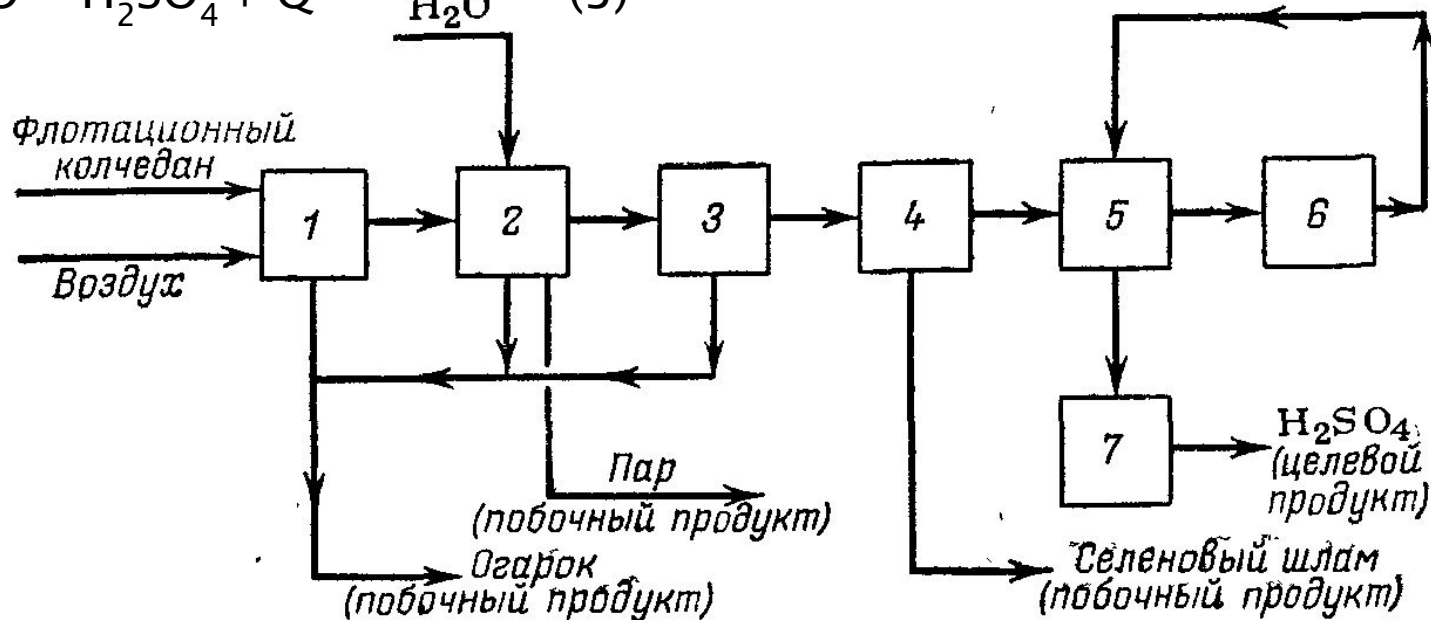 H₂SO₄ + Q (3)
H₂O
Флотационный
колчедан
Воздух
1
2
3
4
5
6
7
H₂SO₄
(целевой
продукт)
Пар
(побочный продукт)
Огарок
(побочный продукт)
Селеновый шлам
(побочный продукт)